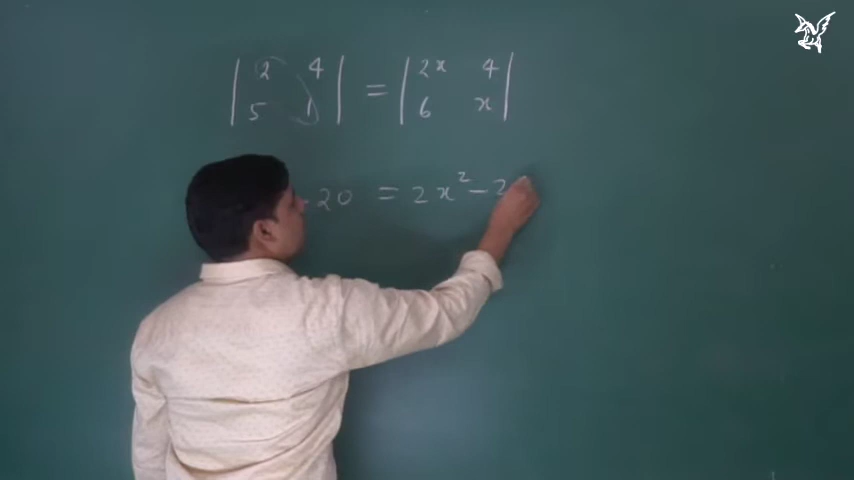 | 2 4 | = | 2x 4 |
| 5 1 | | 6 x |
- 20 = 2x² - 2